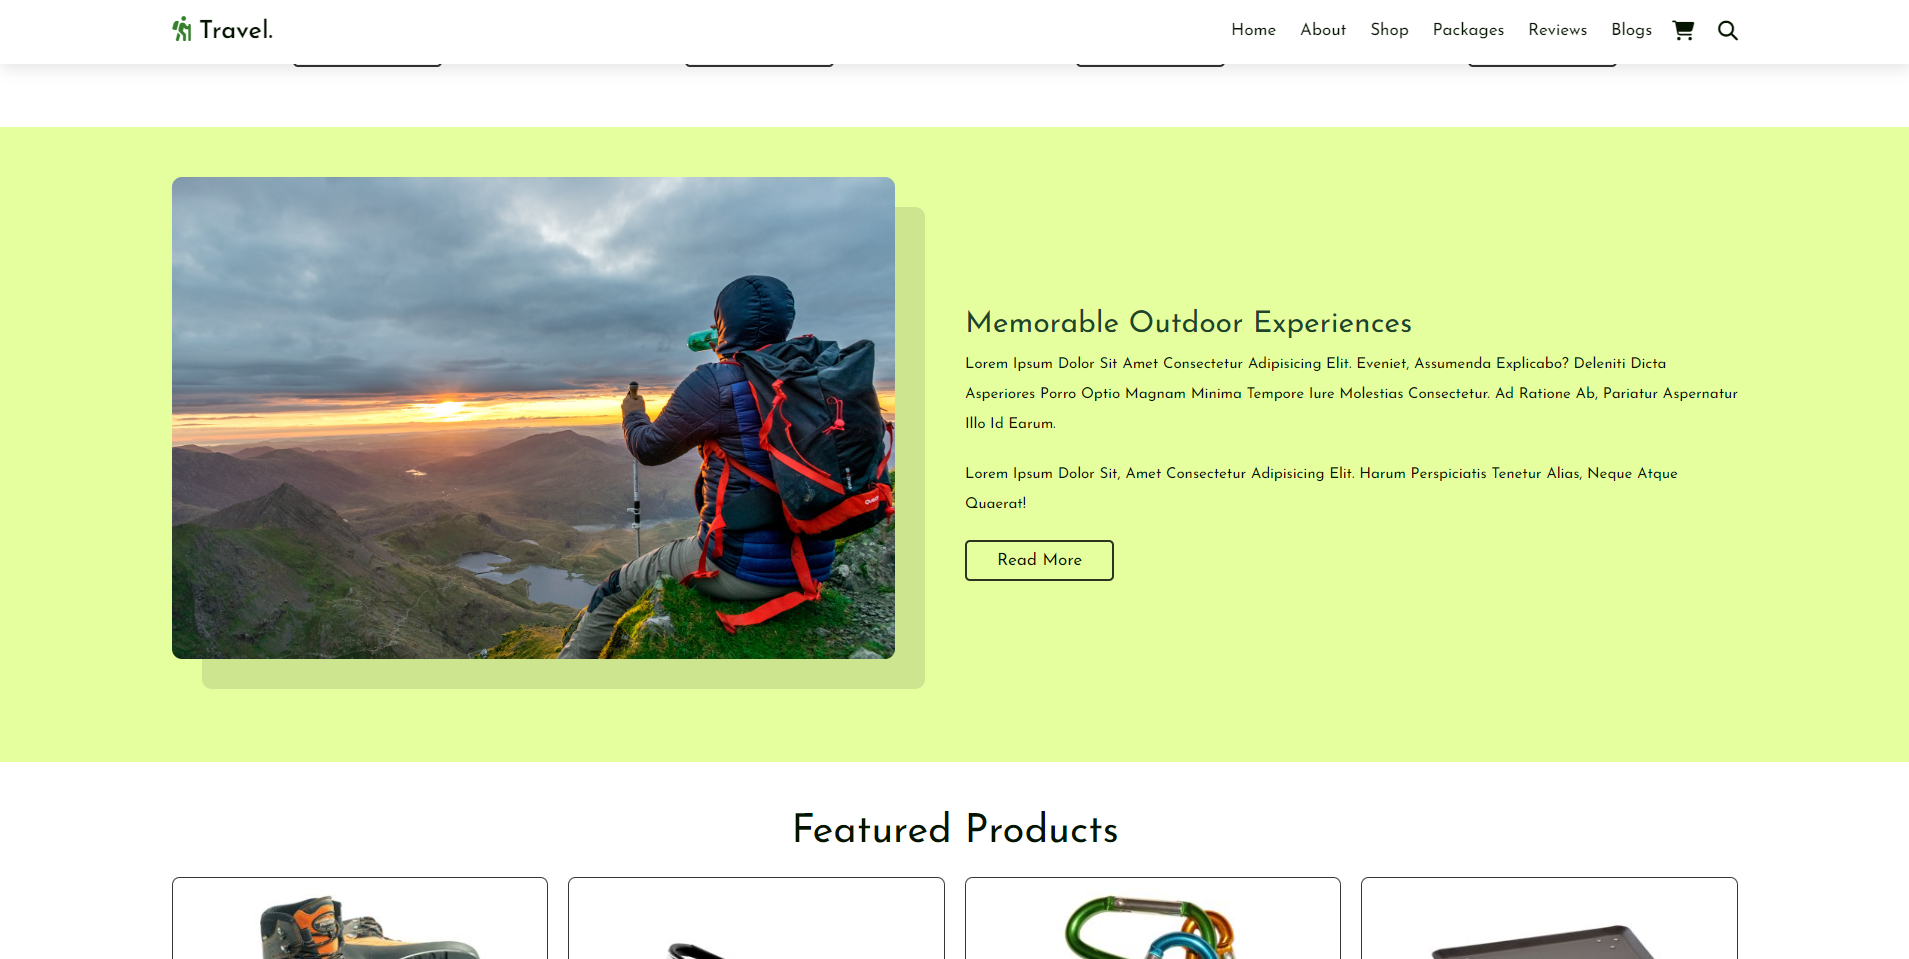 Travel.
Home About Shop Packages Reviews Blogs
Memorable Outdoor Experiences
Lorem Ipsum Dolor Sit Amet Consectetur Adipisicing Elit. Eveniet, Assumenda Explicabo? Deleniti Dicta
Asperiores Porro Optio Magnam Minima Tempore Iure Molestias Consectetur. Ad Ratione Ab, Pariatur Aspernatur
Illo Id Earum.
Lorem Ipsum Dolor Sit, Amet Consectetur Adipisicing Elit. Harum Perspiciatis Tenetur Alias, Neque Atque
Quaerat!
Read More
Featured Products